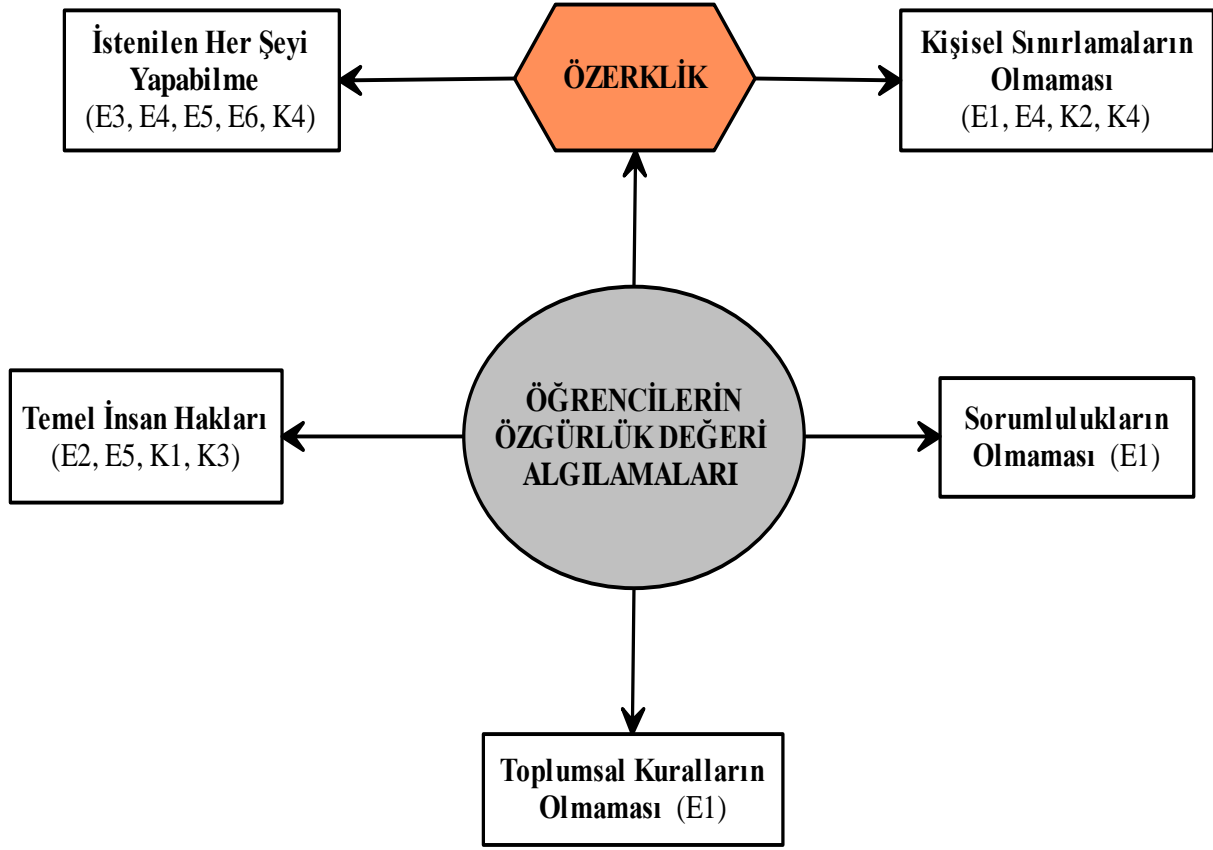 İstenilen Her Şeyi
Yapabilme
(E3, E4, E5, E6, K4)
ÖZERKLİK
Kişisel Sınırlamaların
Olmaması
(E1, E4, K2, K4)
Temel İnsan Hakları
(E2, E5, K1, K3)
ÖĞRENCİLERİN
ÖZGÜRLÜK DEĞERİ
ALGILAMALARI
Sorumlulukların
Olmaması (E1)
Toplumsal Kuralların
Olmaması (E1)